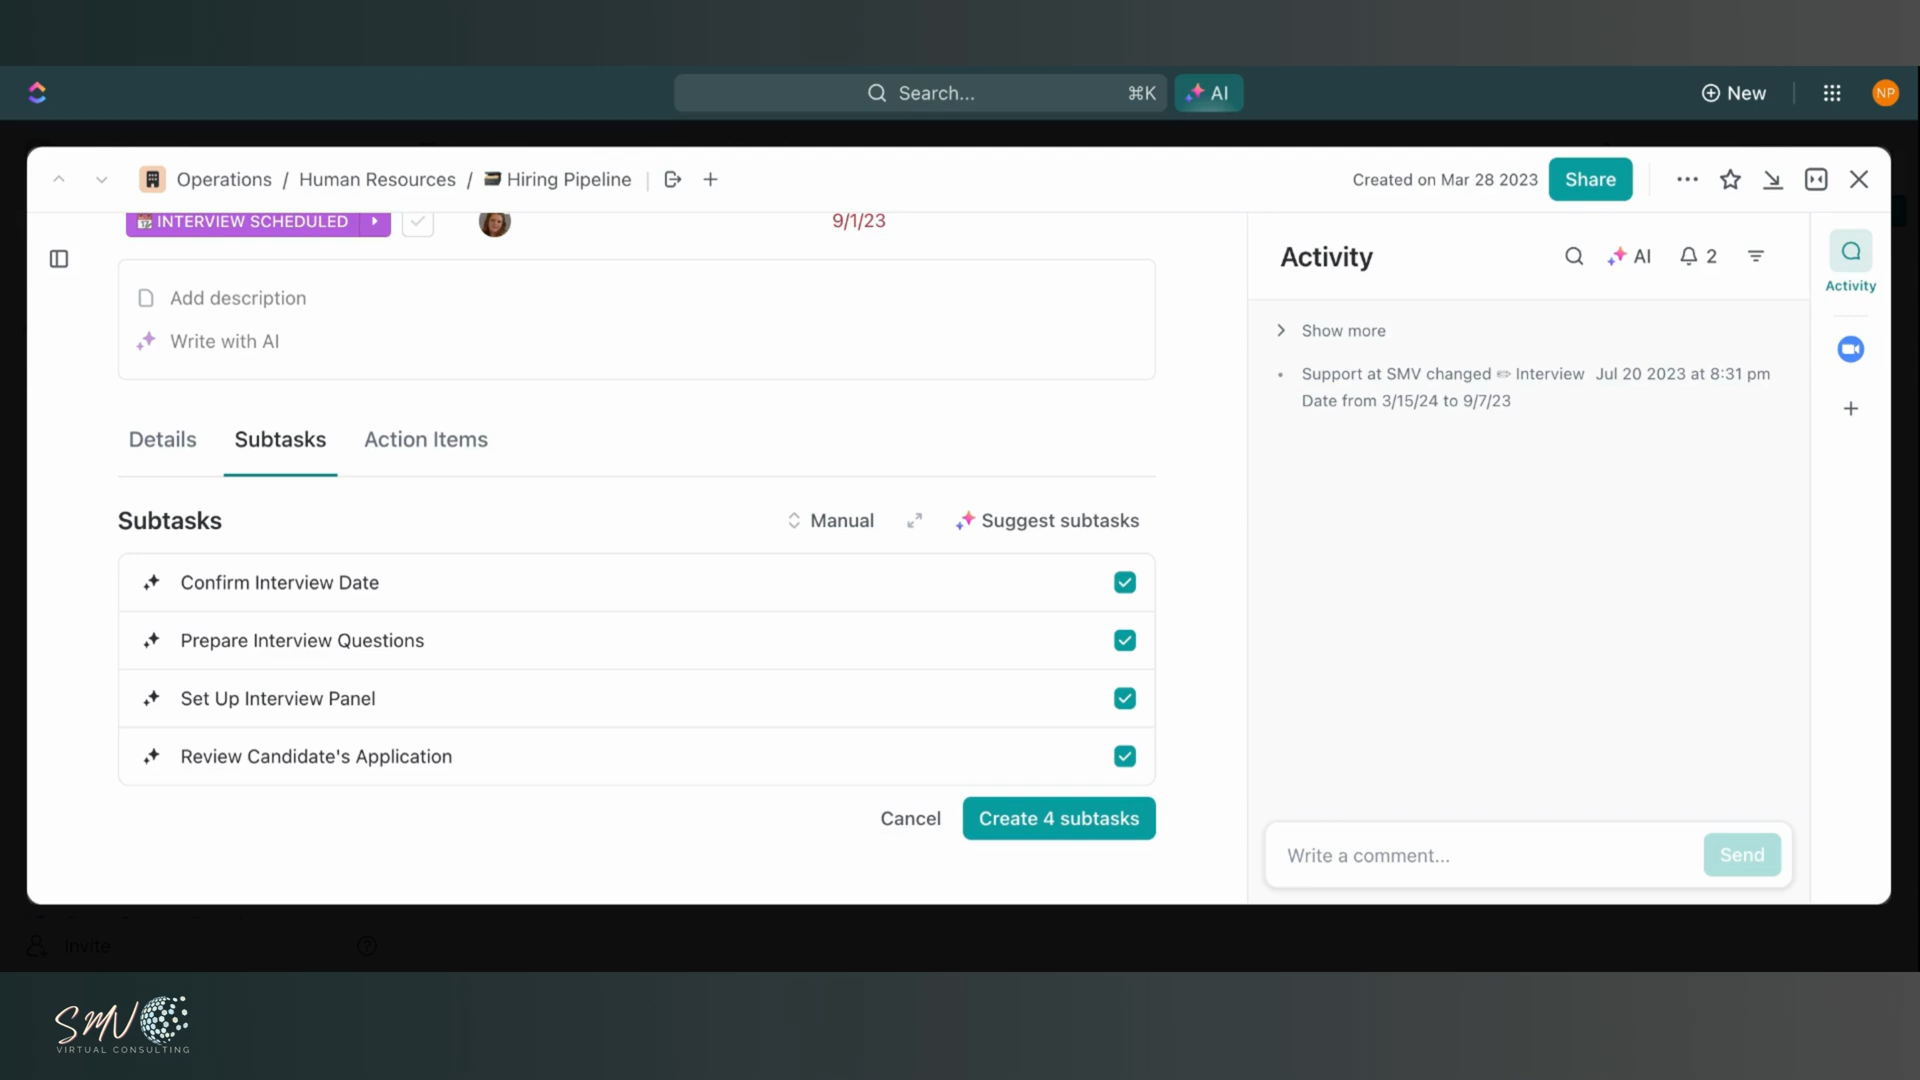 Search...
⌘K
AI
New
NP
Operations / Human Resources / Hiring Pipeline
Created on Mar 28 2023
Share
INTERVIEW SCHEDULED
9/1/23
Add description
Write with AI
Details
Subtasks
Action Items
Subtasks
Manual
Suggest subtasks
Confirm Interview Date
Prepare Interview Questions
Set Up Interview Panel
Review Candidate's Application
Cancel
Create 4 subtasks
Activity
AI
2
Show more
Support at SMV changed ✏ Interview Jul 20 2023 at 8:31 pm
Date from 3/15/24 to 9/7/23
Write a comment...
Send
Activity
Invite
SMV
VIRTUAL CONSULTING